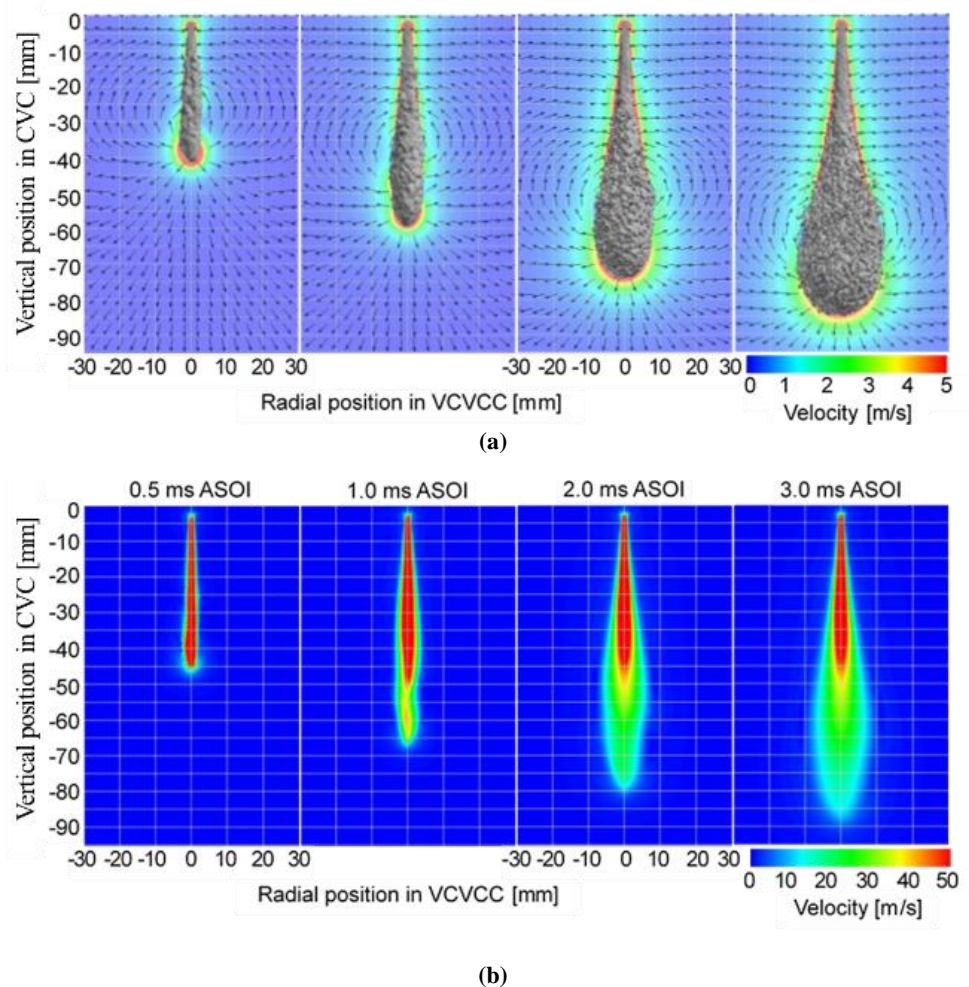 0
-10
-20
-30
-40
-50
-60
-70
-80
-90
Vertical position in CVC [mm]
-30 -20 -10 0 10 20 30 -30 -20 -10 0 10 20 30
0 1 2 3 4 5
Radial position in VCVCC [mm]
Velocity [m/s]
(a)
0.5 ms ASOI 1.0 ms ASOI 2.0 ms ASOI 3.0 ms ASOI
0
-10
-20
-30
-40
-50
-60
-70
-80
-90
Vertical position in CVC [mm]
-30 -20 -10 0 10 20 30 -30 -20 -10 0 10 20 30
0 10 20 30 40 50
Radial position in VCVCC [mm]
Velocity [m/s]
(b)